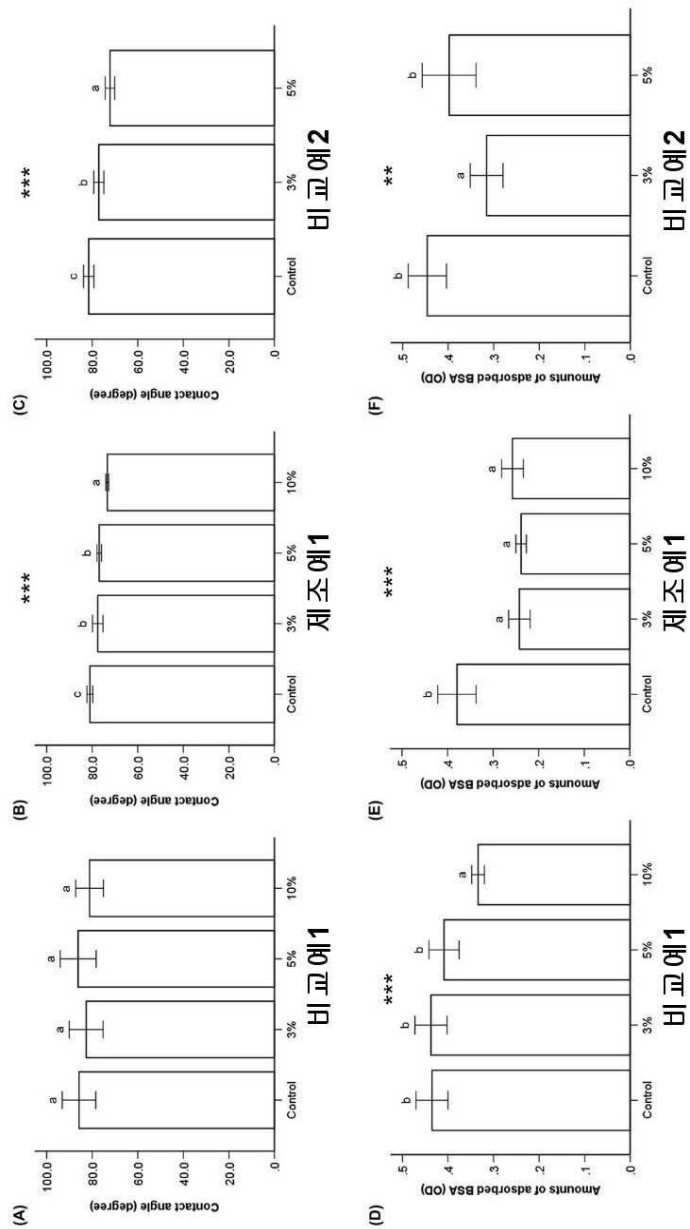 (A)
Contact angle (degree)
100.0
80.0
60.0
40.0
20.0
.0
a
a
a
a
Control
3%
5%
10%
비교예1
(B)
***
Contact angle (degree)
100.0
80.0
60.0
40.0
20.0
.0
c
b
b
a
Control
3%
5%
10%
제조예1
(C)
***
Contact angle (degree)
100.0
80.0
60.0
40.0
20.0
.0
c
b
a
Control
3%
5%
비교예2
(D)
***
Amounts of adsorbed BSA (OD)
.5
.4
.3
.2
.1
.0
b
b
b
a
Control
3%
5%
10%
비교예1
(E)
***
Amounts of adsorbed BSA (OD)
.5
.4
.3
.2
.1
.0
b
a
a
a
Control
3%
5%
10%
제조예1
(F)
**
Amounts of adsorbed BSA (OD)
.5
.4
.3
.2
.1
.0
b
a
b
Control
3%
5%
비교예2